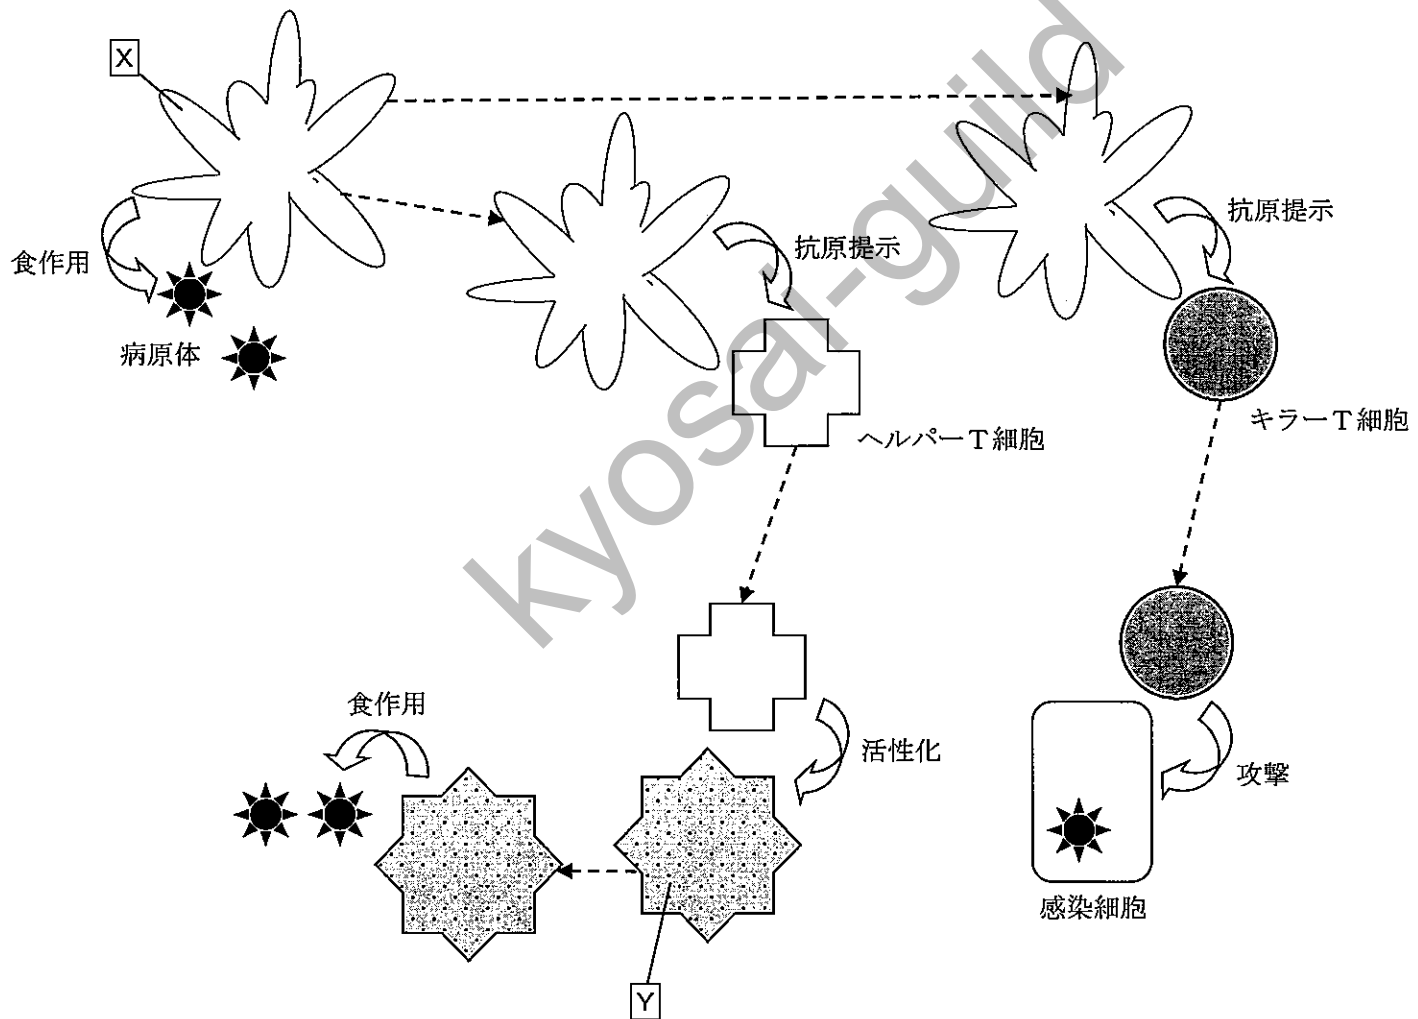 X
食作用
病原体
抗原提示
ヘルパーT細胞
抗原提示
キラーT細胞
食作用
活性化
攻撃
感染細胞
Y
kyosai-guild